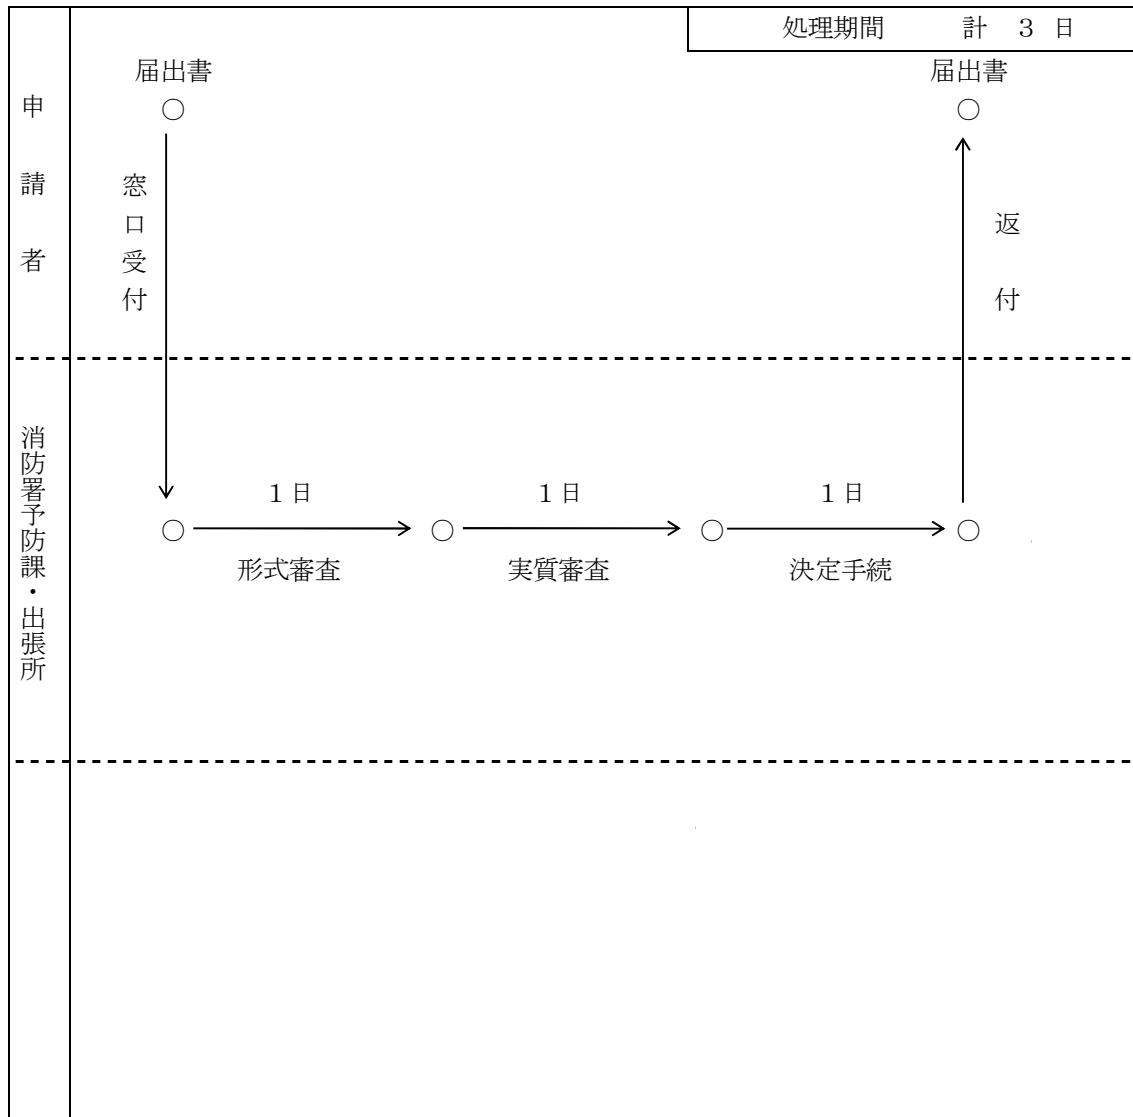 処理期間　計　３　日
届出書
届出書
○
○
申請者
窓口受付
返付
消防署予防課・出張所
１日
１日
１日
○
○
○
○
形式審査
実質審査
決定手続